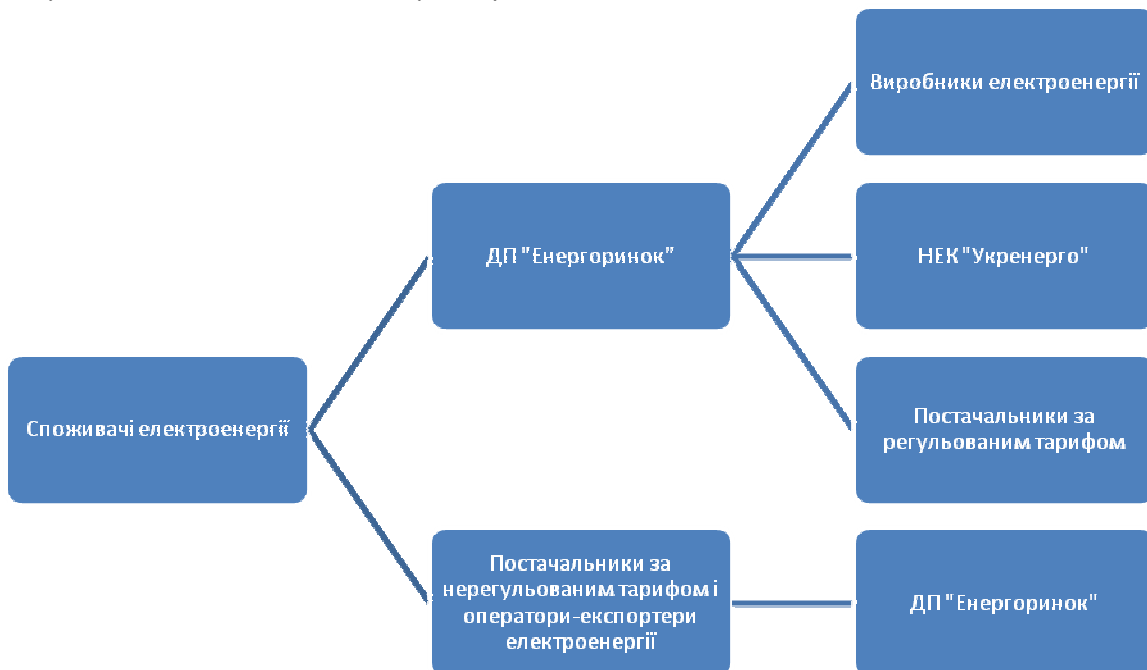 Виробники електроенергії
ДП "Енергоринок"
НЕК "Укренерго"
Споживачі електроенергії
Постачальники за
регульованим тарифом
Постачальники за
нерегульованим тарифом і
оператори-експортери
електроенергії
ДП "Енергоринок"